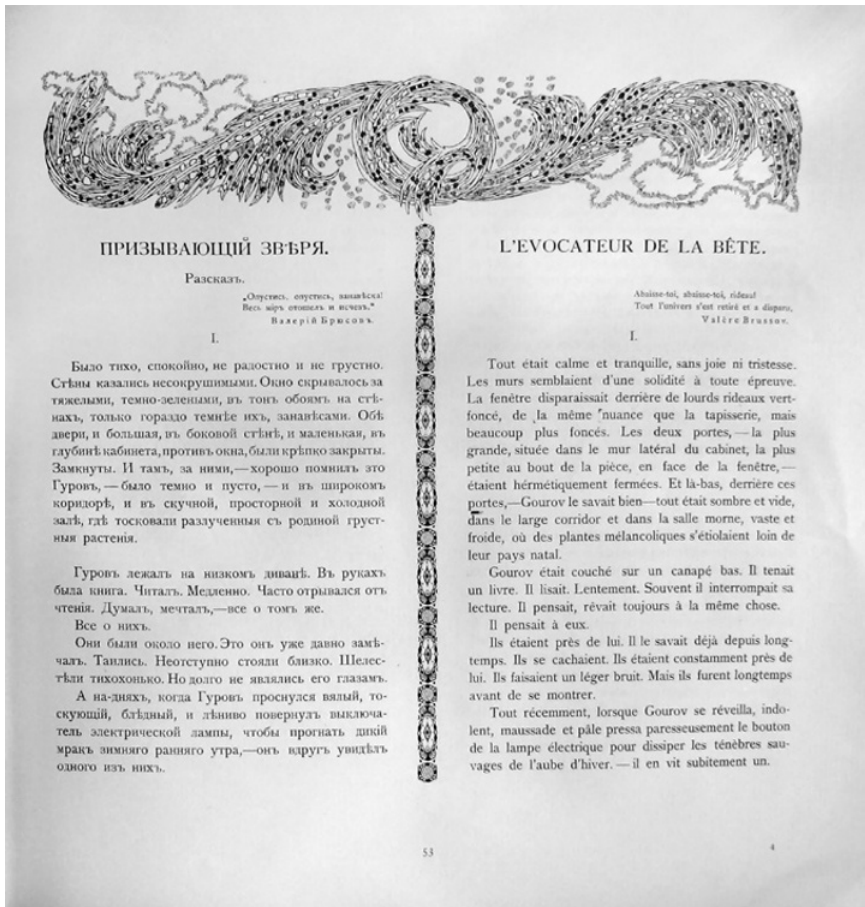 ПРИЗЫВАЮЩІЙ ЗВѢРЯ.
Разсказъ.
„Опустись, опустись, занавѣска!
Весь міръ отошелъ и исчезъ.“
Валерій Брюсовъ.
I.
Было тихо, спокойно, не радостно и не грустно.
Стѣны казались несокрушимыми. Окно скрывалось за
тяжелыми, темно-зелеными, въ тонъ обоямъ на стѣ-
нахъ, только гораздо темнѣе ихъ, занавѣсами. Обѣ
двери, и большая, въ боковой стѣнѣ, и маленькая, въ
глубинѣ кабинета, противъ окна, были крѣпко закрыты.
Замкнуты. И тамъ, за ними,—хорошо помнилъ это
Гуровъ,—было темно и пусто,—и въ широкомъ
коридорѣ, и въ скучной, просторной и холодной
залѣ, гдѣ тосковали разлученныя съ родиной груст-
ныя растенія.
Гуровъ лежалъ на низкомъ диванѣ. Въ рукахъ
была книга. Читалъ. Медленно. Часто отрывался отъ
чтенія. Думалъ, мечталъ,—все о томъ же.
Все о нихъ.
Они были около него. Это онъ уже давно замѣ-
чалъ. Таились. Неотступно стояли близко. Шелес-
тѣли тихохонько. Но долго не являлись его глазамъ.
А на-дняхъ, когда Гуровъ проснулся вялый, то-
скующій, блѣдный, и лѣниво повернулъ выключа-
тель электрической лампы, чтобы прогнать дикій
мракъ зимняго ранняго утра,—онъ вдругъ увидѣлъ
одного изъ нихъ.
L'EVOCATEUR DE LA BÊTE.
Abaisse-toi, abaisse-toi, rideau!
Tout l'univers s'est retiré et a disparu,
Valère Brussov.
I.
Tout était calme et tranquille, sans joie ni tristesse.
Les murs semblaient d'une solidité à toute épreuve.
La fenêtre disparaissait derrière de lourds rideaux vert-
foncé, de la même nuance que la tapisserie, mais
beaucoup plus foncés. Les deux portes,—la plus
grande, située dans le mur latéral du cabinet, la plus
petite au bout de la pièce, en face de la fenêtre,—
étaient hérmétiquement fermées. Et là-bas, derrière ces
portes,—Gourov le savait bien—tout était sombre et vide,
dans le large corridor et dans la salle morne, vaste et
froide, où des plantes mélancoliques s'étiolaient loin de
leur pays natal.
Gourov était couché sur un canapé bas. Il tenait
un livre. Il lisait. Lentement. Souvent il interrompait sa
lecture. Il pensait, rêvait toujours à la même chose.
Il pensait à eux.
Ils étaient près de lui. Il le savait déjà depuis long-
temps. Ils se cachaient. Ils étaient constamment près de
lui. Ils faisaient un léger bruit. Mais ils furent longtemps
avant de se montrer.
Tout récemment, lorsque Gourov se réveilla, indo-
lent, maussade et pâle pressa paresseusement le bouton
de la lampe électrique pour dissiper les ténèbres sau-
vages de l'aube d'hiver.—il en vit subitement un.
53
4